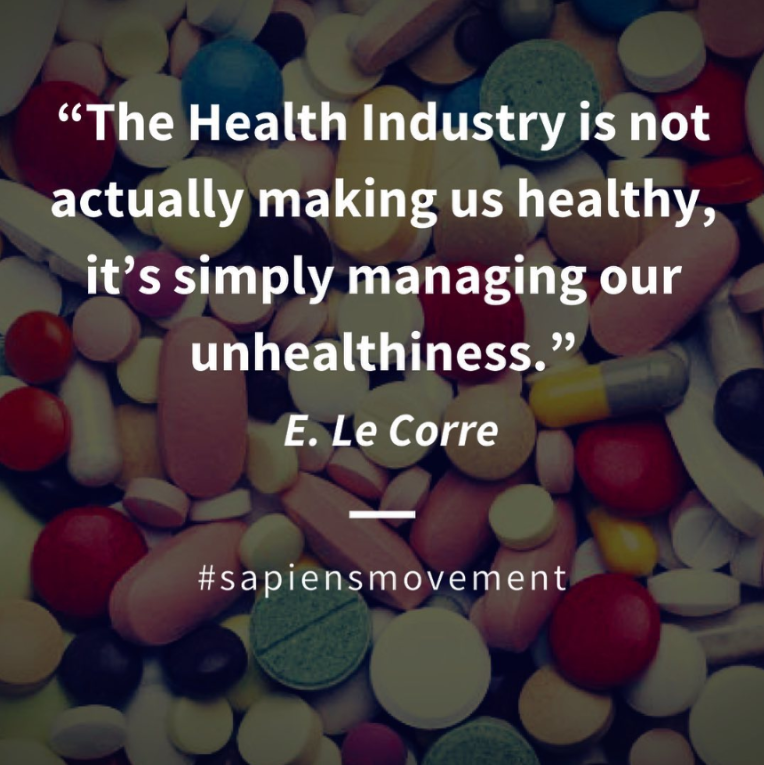 “The Health Industry is not
actually making us healthy,
it’s simply managing our
unhealthiness.”
E. Le Corre
#sapiensmovement